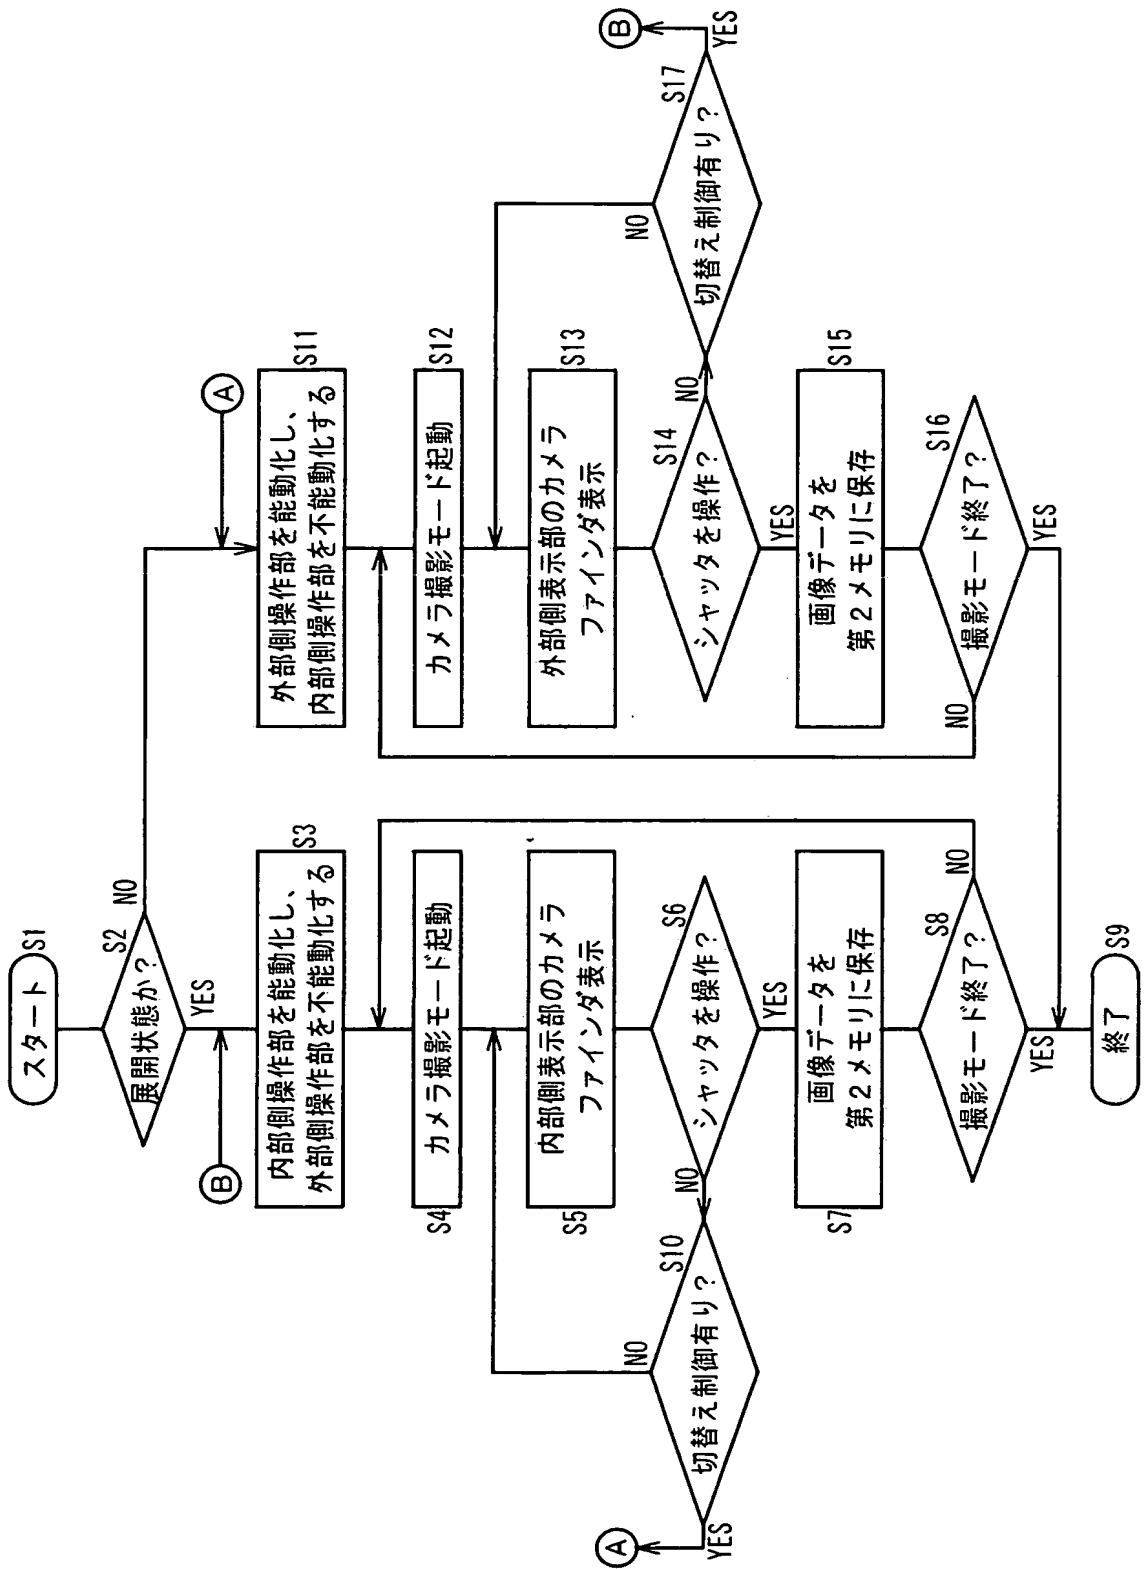 スタート
S1
展開状態か?
S2
NO
YES
B
A
内部側操作部を能動化し、
外部側操作部を不能動化する
S3
カメラ撮影モード起動
S4
内部側表示部のカメラ
ファインダ表示
S5
シャッタを操作?
S6
NO
YES
切替え制御有り?
S10
NO
YES
A
画像データを
第2メモリに保存
S7
撮影モード終了?
S8
NO
YES
終了
S9
外部側操作部を能動化し、
内部側操作部を不能動化する
S11
カメラ撮影モード起動
S12
外部側表示部のカメラ
ファインダ表示
S13
シャッタを操作?
S14
NO
YES
切替え制御有り?
S17
NO
YES
B
画像データを
第2メモリに保存
S15
撮影モード終了?
S16
NO
YES